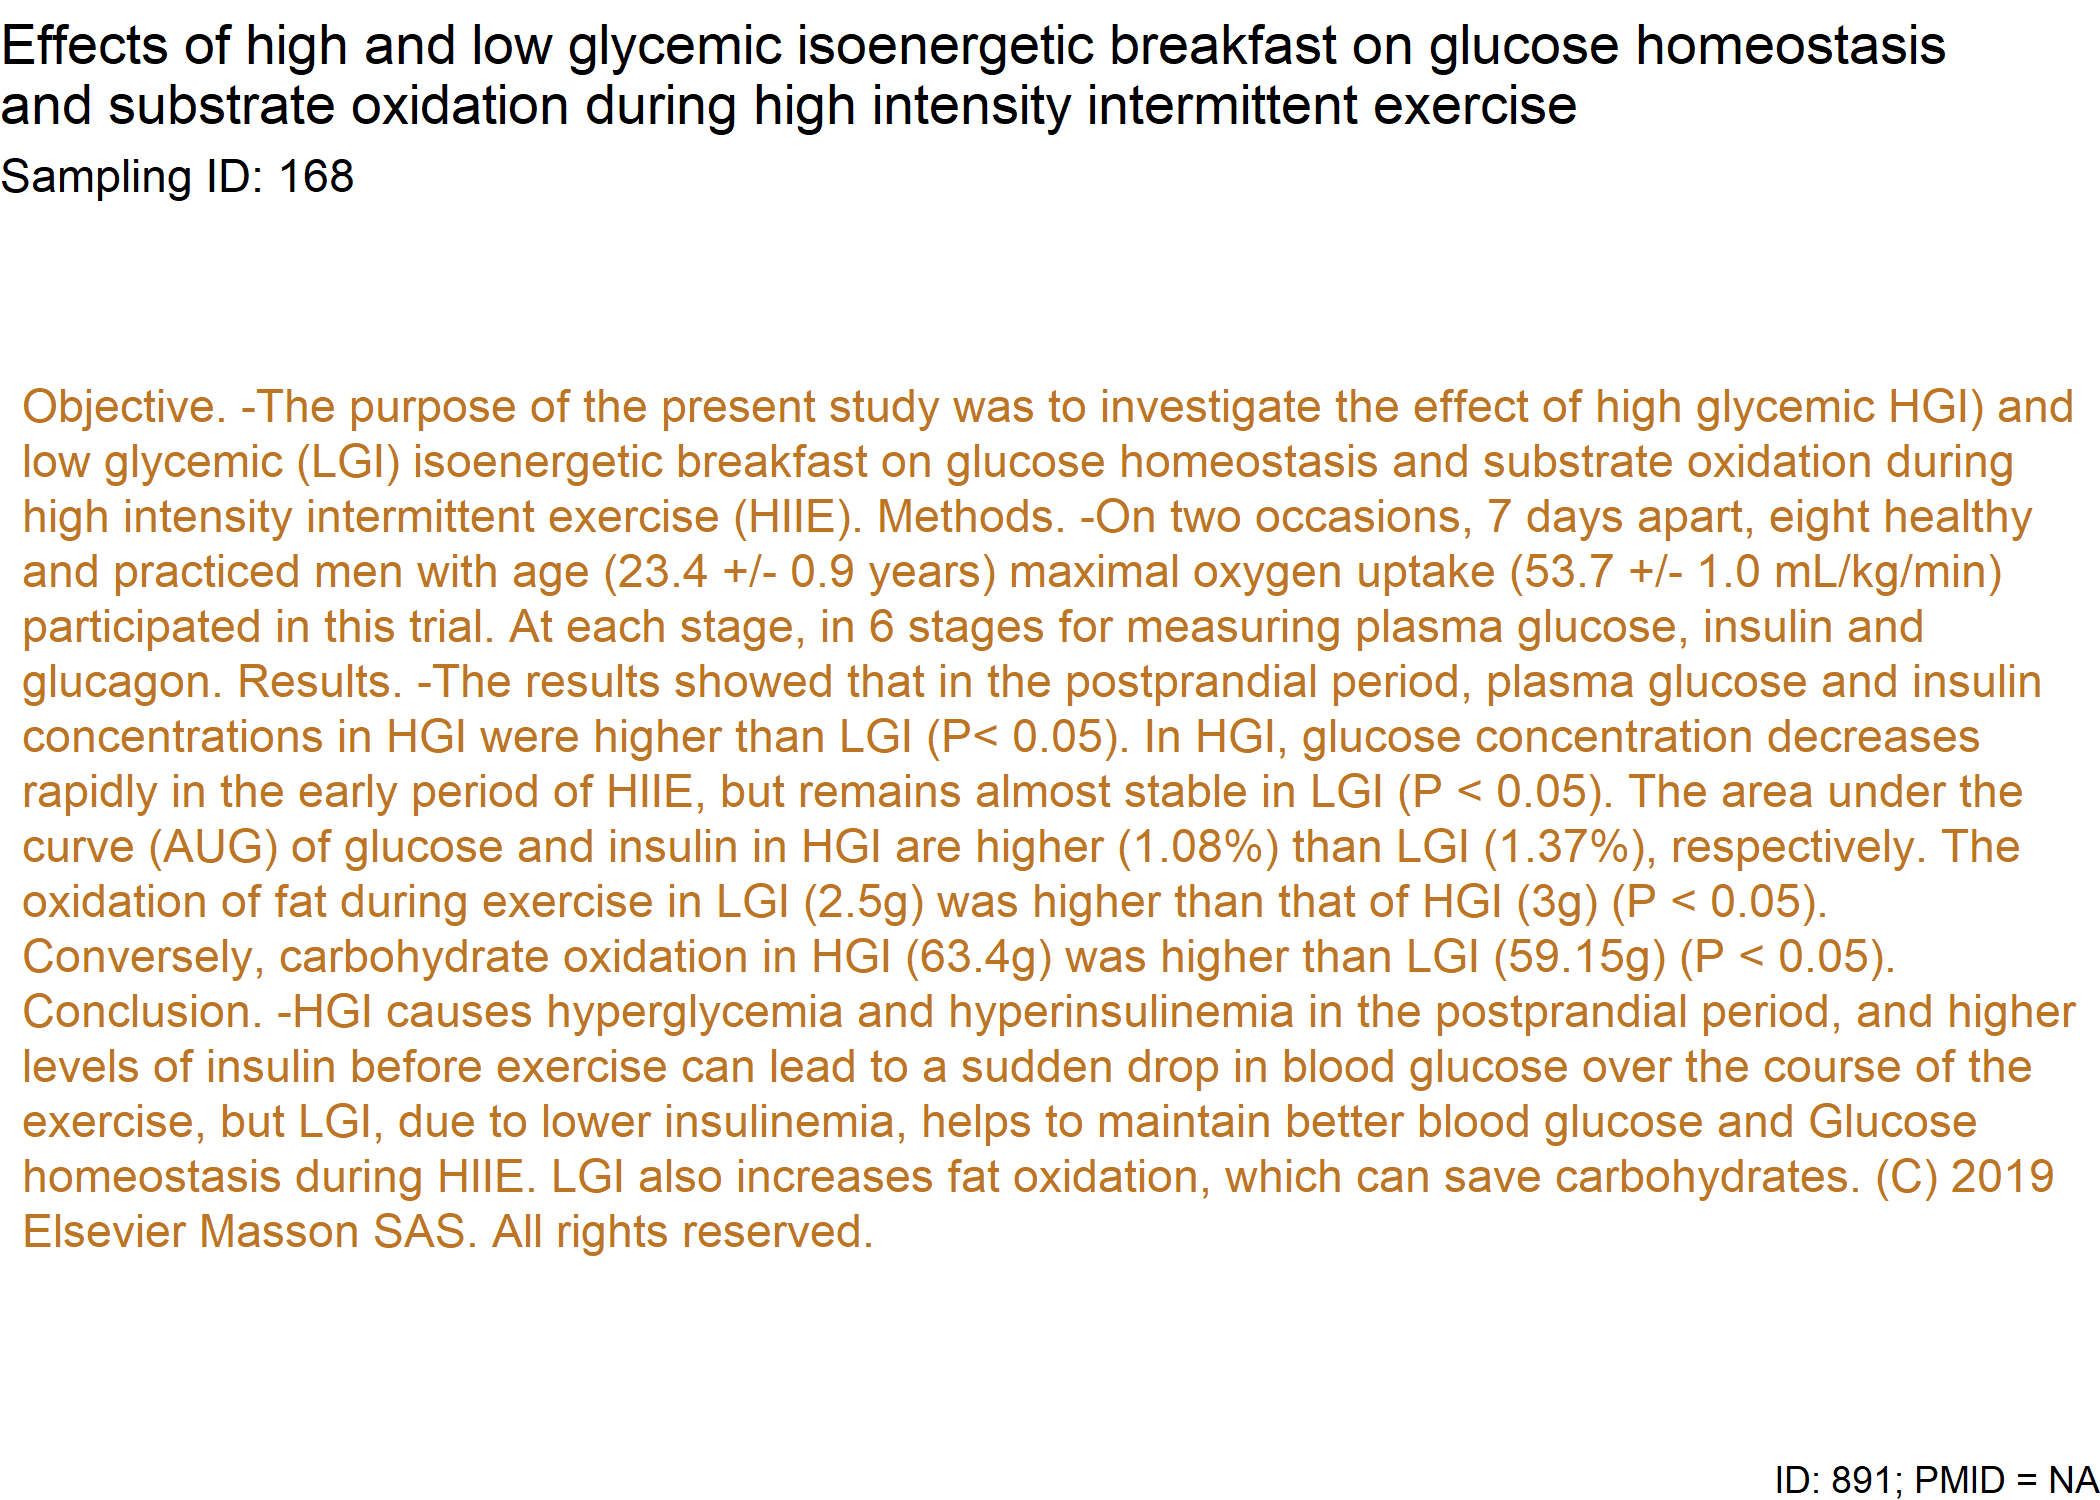 Effects of high and low glycemic isoenergetic breakfast on glucose homeostasis
and substrate oxidation during high intensity intermittent exercise
Sampling ID: 168
Objective. -The purpose of the present study was to investigate the effect of high glycemic HGI) and
low glycemic (LGI) isoenergetic breakfast on glucose homeostasis and substrate oxidation during
high intensity intermittent exercise (HIIE). Methods. -On two occasions, 7 days apart, eight healthy
and practiced men with age (23.4 +/- 0.9 years) maximal oxygen uptake (53.7 +/- 1.0 mL/kg/min)
participated in this trial. At each stage, in 6 stages for measuring plasma glucose, insulin and
glucagon. Results. -The results showed that in the postprandial period, plasma glucose and insulin
concentrations in HGI were higher than LGI (P< 0.05). In HGI, glucose concentration decreases
rapidly in the early period of HIIE, but remains almost stable in LGI (P < 0.05). The area under the
curve (AUG) of glucose and insulin in HGI are higher (1.08%) than LGI (1.37%), respectively. The
oxidation of fat during exercise in LGI (2.5g) was higher than that of HGI (3g) (P < 0.05).
Conversely, carbohydrate oxidation in HGI (63.4g) was higher than LGI (59.15g) (P < 0.05).
Conclusion. -HGI causes hyperglycemia and hyperinsulinemia in the postprandial period, and higher
levels of insulin before exercise can lead to a sudden drop in blood glucose over the course of the
exercise, but LGI, due to lower insulinemia, helps to maintain better blood glucose and Glucose
homeostasis during HIIE. LGI also increases fat oxidation, which can save carbohydrates. (C) 2019
Elsevier Masson SAS. All rights reserved.
ID: 891; PMID = NA